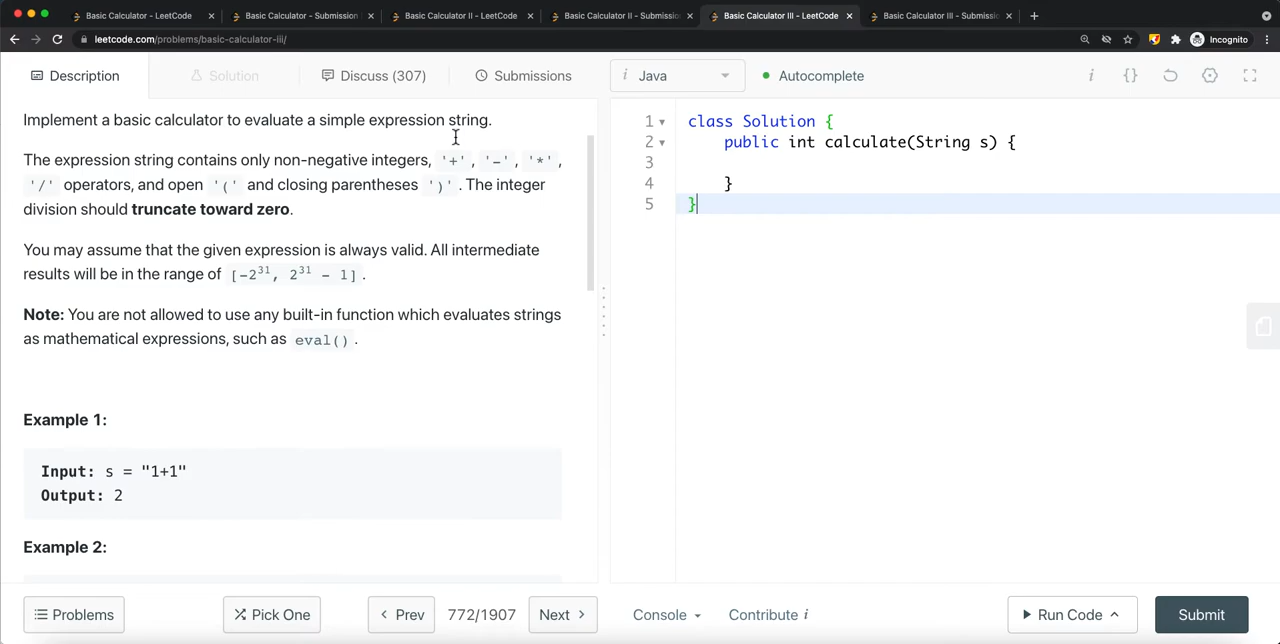 Basic Calculator - LeetCode
Basic Calculator - Submission
Basic Calculator II - LeetCode
Basic Calculator II - Submissio
Basic Calculator III - LeetCode
Basic Calculator III - Submissio
leetcode.com/problems/basic-calculator-iii/
Incognito
Description
Solution
Discuss (307)
Submissions
i Java
Autocomplete
Implement a basic calculator to evaluate a simple expression string.
The expression string contains only non-negative integers, '+', '-', '*',
'/' operators, and open '(' and closing parentheses ')'. The integer
division should truncate toward zero.
You may assume that the given expression is always valid. All intermediate
results will be in the range of [-2^31, 2^31 - 1].
Note: You are not allowed to use any built-in function which evaluates strings
as mathematical expressions, such as eval().
Example 1:
Input: s = "1+1"
Output: 2
Example 2:
1 class Solution {
2 public int calculate(String s) {
3
4 }
5 }
Problems
Pick One
Prev
772/1907
Next
Console
Contribute i
Run Code
Submit